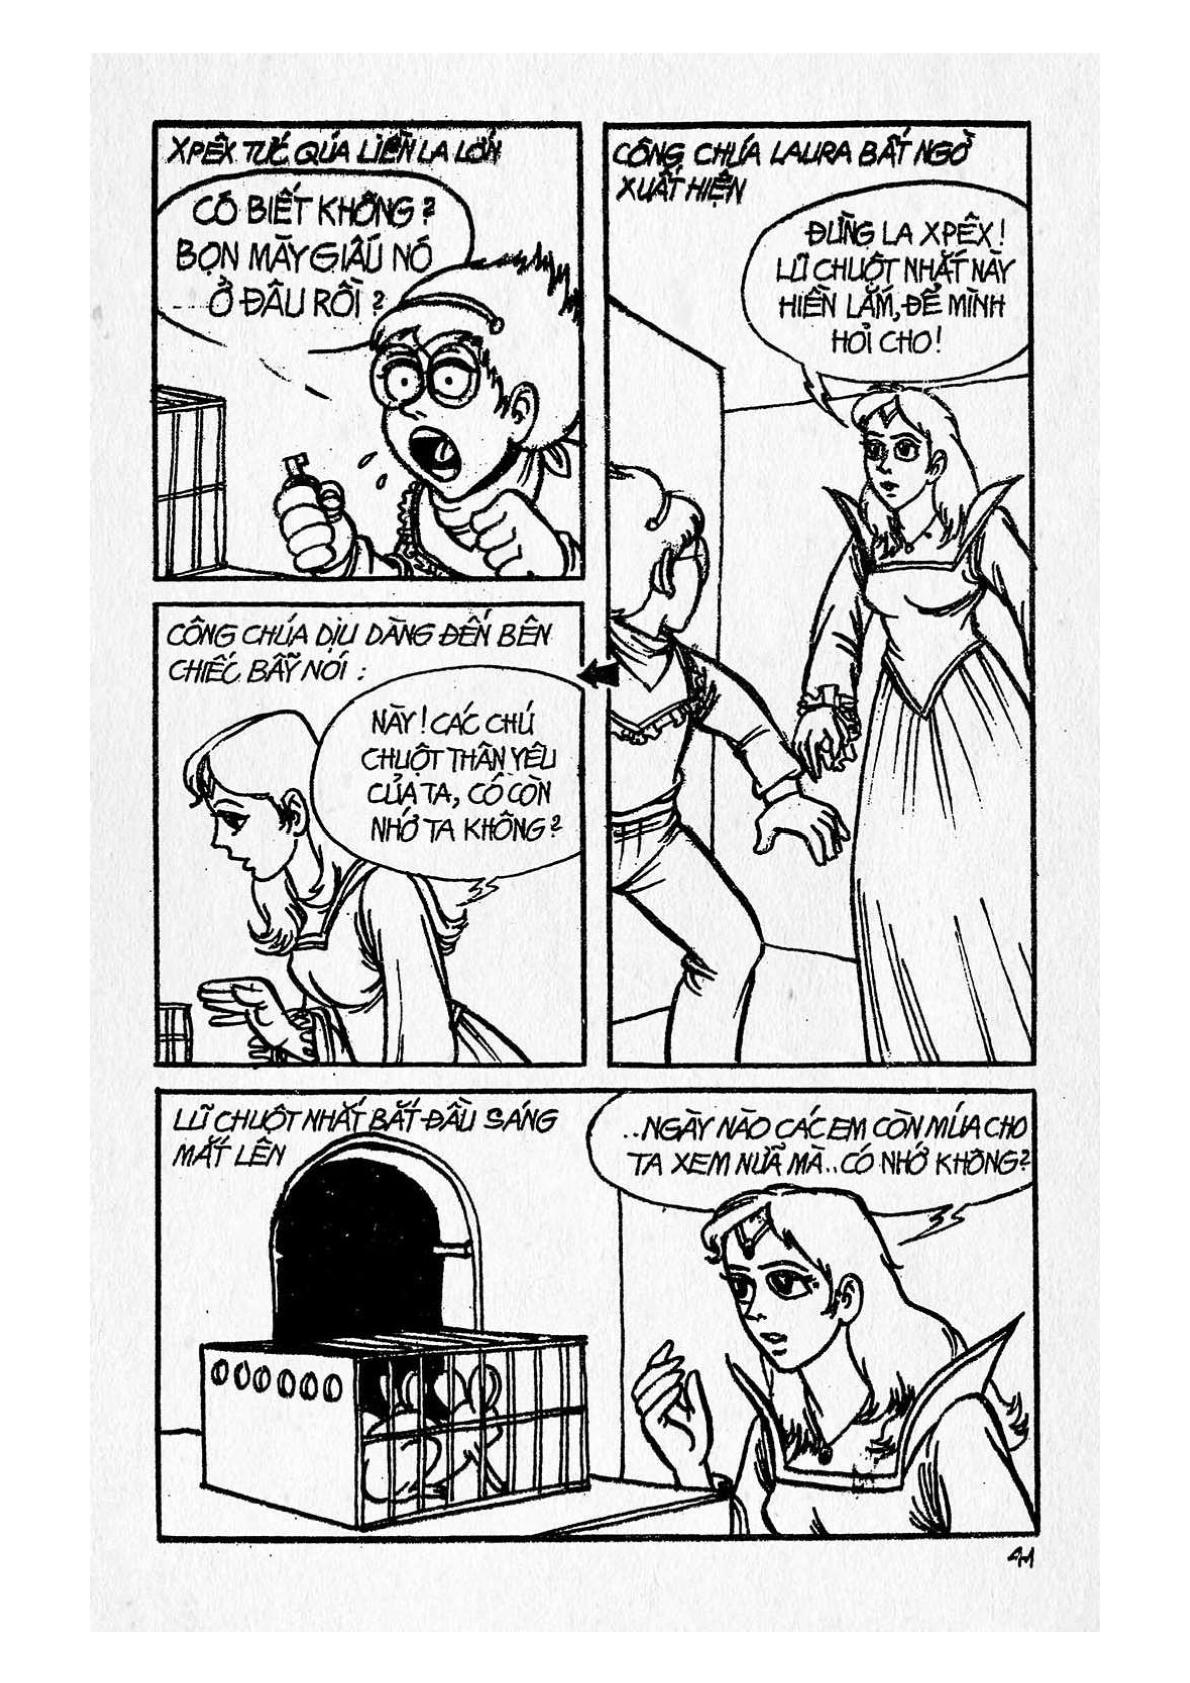 XPÊX TỨC QÚA LIỀN LA LỚN
CÓ BIẾT KHÔNG?
BỌN MÀY GIẤU NÓ
Ở ĐÂU RỒI?
CÔNG CHÚA LAURA BẤT NGỜ
XUẤT HIỆN
ĐỪNG LA XPÊX!
LŨ CHUỘT NHẮT NÀY
HIỀN LẮM, ĐỂ MÌNH
HỎI CHO!
CÔNG CHÚA DỊU DÀNG ĐẾN BÊN
CHIẾC BẪY NÓI:
NÀY! CÁC CHÚ
CHUỘT THÂN YÊU
CỦA TA, CÓ CÒN
NHỚ TA KHÔNG?
LŨ CHUỘT NHẮT BẮT ĐẦU SÁNG
MẮT LÊN
..NGÀY NÀO CÁC EM CÒN MÚA CHO
TA XEM NỮA MÀ.. CÓ NHỚ KHÔNG?
41